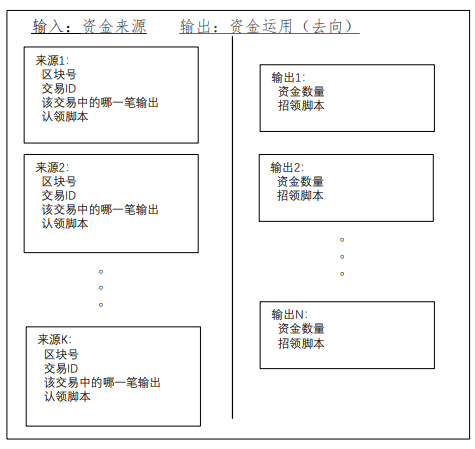 输入：资金来源 输出：资金运用（去向）
来源1：
区块号
交易ID
该交易中的哪一笔输出
认领脚本
来源2：
区块号
交易ID
该交易中的哪一笔输出
认领脚本
。
。
。
来源K：
区块号
交易ID
该交易中的哪一笔输出
认领脚本
输出1：
资金数量
招领脚本
输出2：
资金数量
招领脚本
。
。
。
输出N：
资金数量
招领脚本